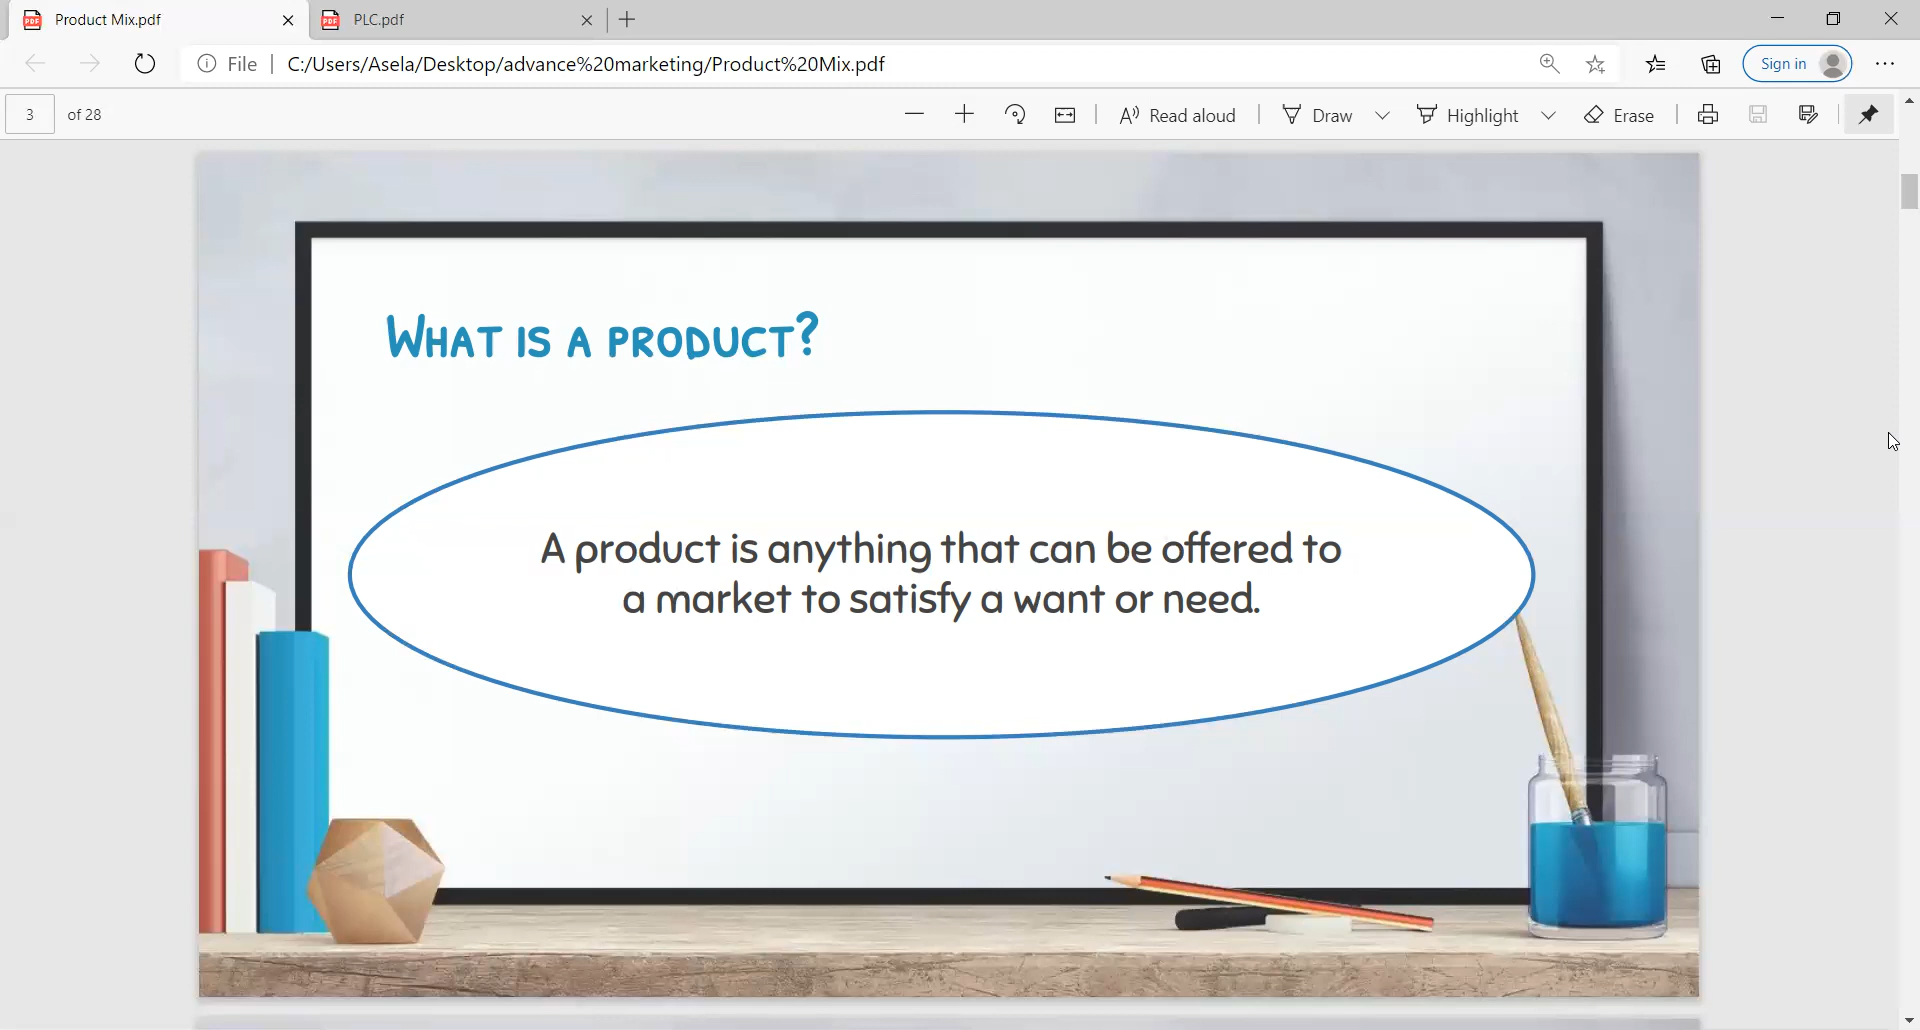 Product Mix.pdf
PLC.pdf
File
C:/Users/Asela/Desktop/advance%20marketing/Product%20Mix.pdf
Sign in
3 of 28
Read aloud
Draw
Highlight
Erase
WHAT IS A PRODUCT?
A product is anything that can be offered to
a market to satisfy a want or need.